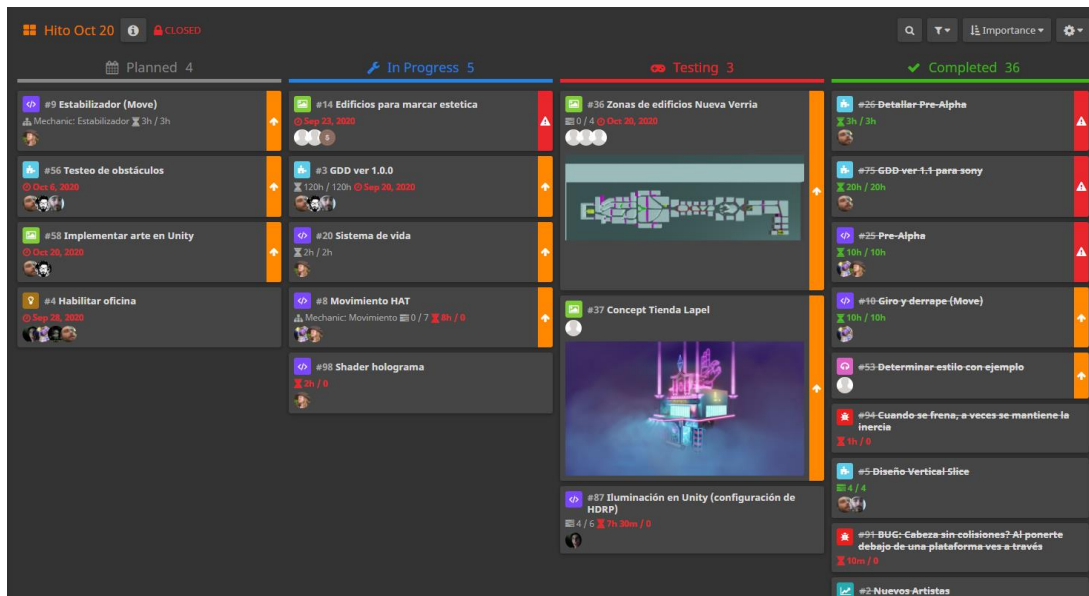 Hito Oct 20 CLOSED
Importance
Planned 4
#9 Estabilizador (Move)
Mechanic: Estabilizador 3h / 3h
#56 Testeo de obstáculos
Oct 6, 2020
#58 Implementar arte en Unity
Oct 20, 2020
#4 Habilitar oficina
Sep 28, 2020
In Progress 5
#14 Edificios para marcar estetica
Sep 23, 2020
5
#3 GDD ver 1.0.0
120h / 120h Sep 20, 2020
#20 Sistema de vida
2h / 2h
#8 Movimiento HAT
Mechanic: Movimiento 0 / 7 8h / 0
#98 Shader holograma
2h / 0
Testing 3
#36 Zonas de edificios Nueva Verria
0 / 4 Oct 20, 2020
#37 Concept Tienda Lapel
#87 Iluminación en Unity (configuración de
HDRP)
4 / 6 7h 30m / 0
Completed 36
#26 Detallar Pre-Alpha
3h / 3h
#75 GDD ver 1.1 para sony
20h / 20h
#25 Pre-Alpha
10h / 10h
#10 Giro y derrape (Move)
10h / 10h
#53 Determinar estilo con ejemplo
#94 Cuando se frena, a veces se mantiene la
inercia
1h / 0
#5 Diseño Vertical Slice
4 / 4
#91 BUG: Cabeza sin colisiones? Al ponerte
debajo de una plataforma ves a través
10m / 0
#2 Nuevos Artistas